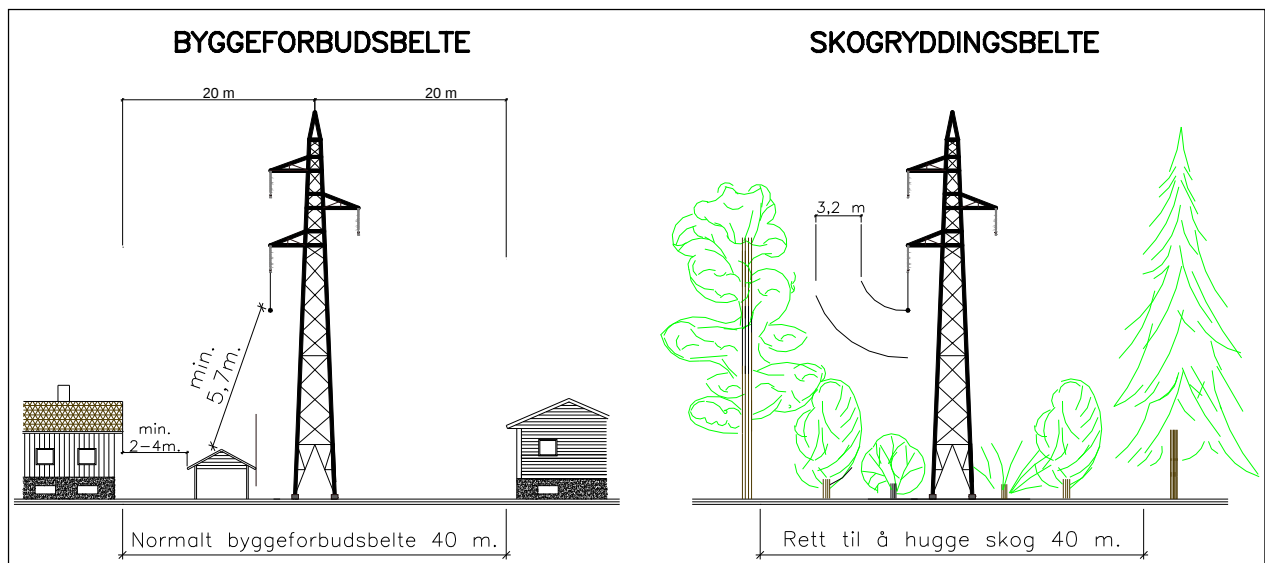 BYGGEFORBUDSBELTE
20 m
20 m
min.
5,7m.
min.
2-4m.
Normalt byggeforbudsbelte 40 m.
SKOGRYDDINGSBELTE
3,2 m
Rett til å hugge skog 40 m.